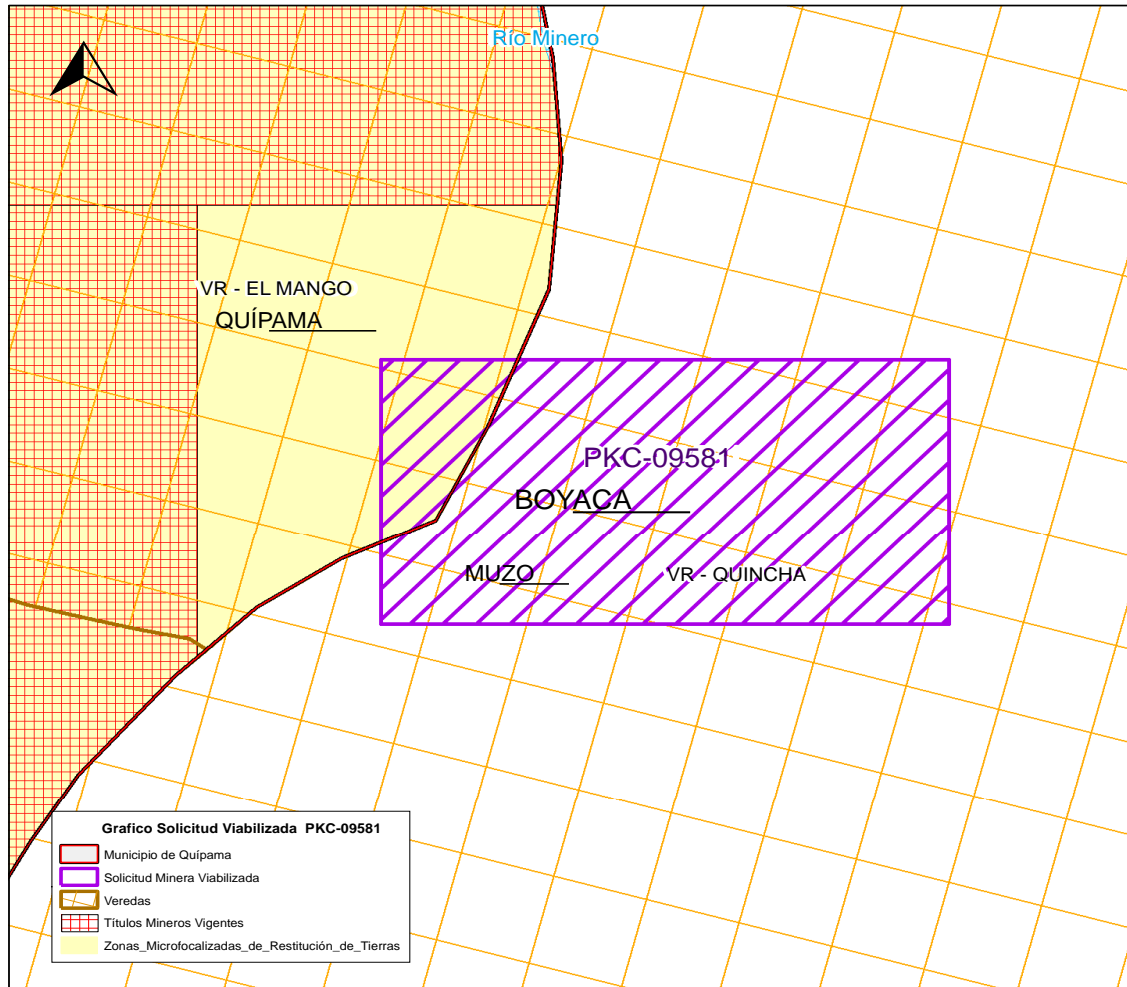 Río Minero
VR - EL MANGO
QUÍPAMA
PKC-09581
BOYACA
MUZO
VR - QUINCHA
Grafico Solicitud Viabilizada PKC-09581
Municipio de Quípama
Solicitud Minera Viabilizada
Veredas
Títulos Mineros Vigentes
Zonas_Microfocalizadas_de_Restitución_de_Tierras